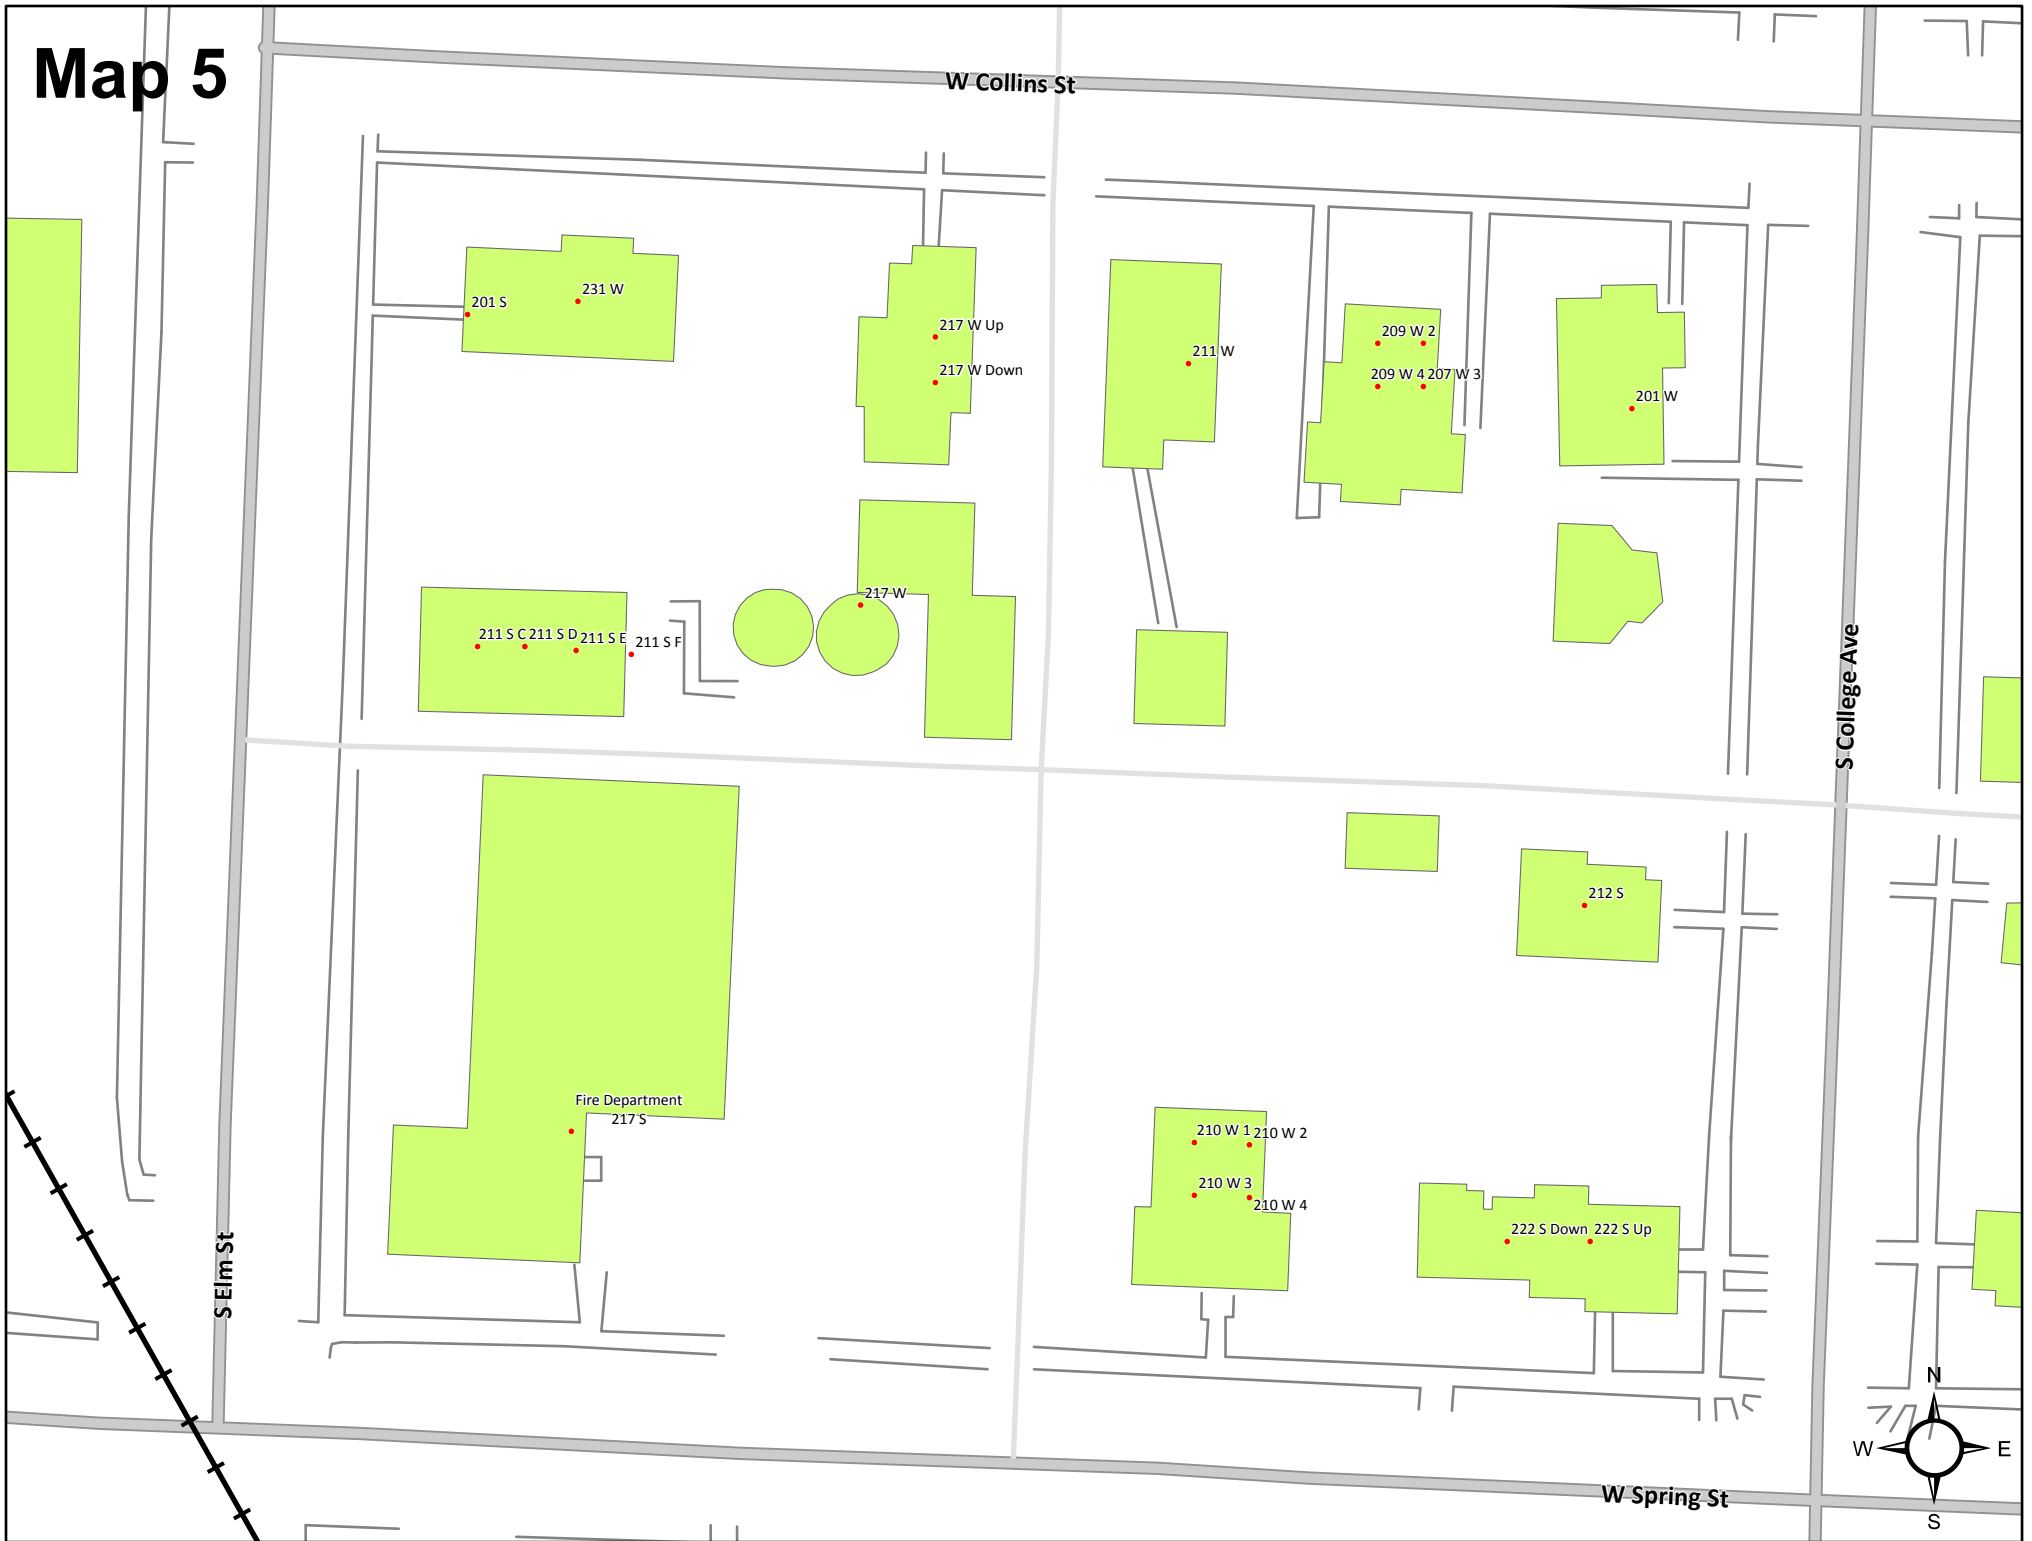 Map 5
W Collins St
201 S
231 W
217 W Up
217 W Down
211 W
209 W 2
209 W 4
207 W 3
201 W
217 W
211 S C
211 S D
211 S E
211 S F
S College Ave
212 S
Fire Department
217 S
210 W 1
210 W 2
210 W 3
210 W 4
222 S Down
222 S Up
S Elm St
W Spring St
N
W
E
S